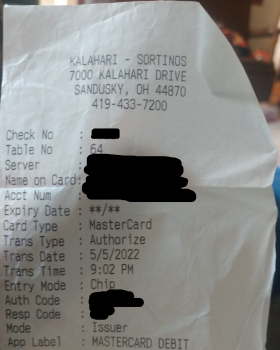 KALAHARI - SORTINOS
7000 KALAHARI DRIVE
SANDUSKY, OH 44870
419-433-7200
Check No :
Table No : 64
Server :
Name on Card:
Acct Num :
Expiry Date : **/**
Card Type : MasterCard
Trans Type : Authorize
Trans Date : 5/5/2022
Trans Time : 9:02 PM
Entry Mode : Chip
Auth Code :
Resp Code :
Mode : Issuer
App Label : MASTERCARD DEBIT